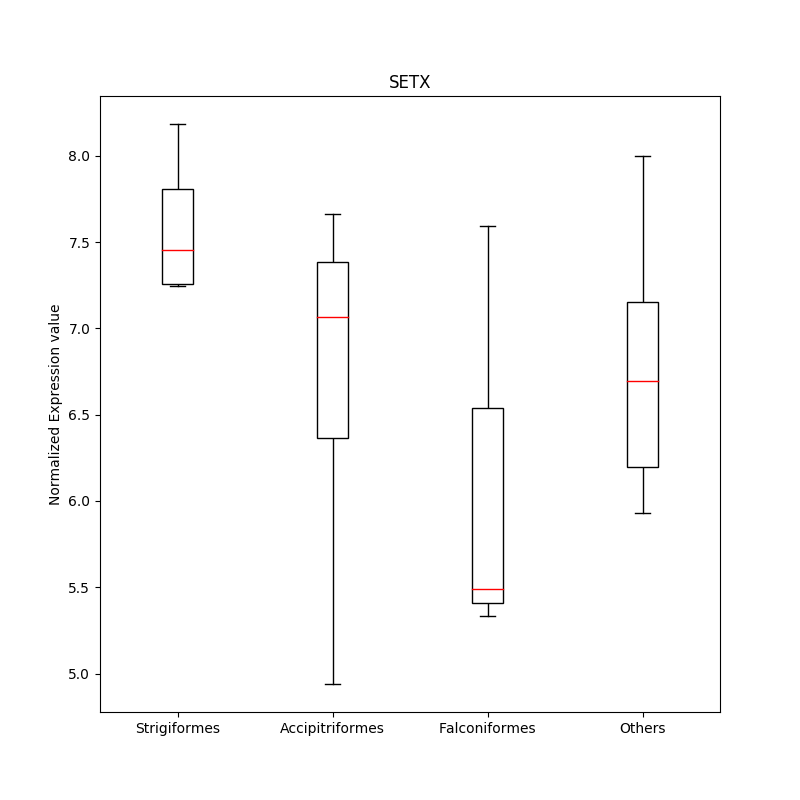 SETX
Normalized Expression value
8.0
7.5
7.0
6.5
6.0
5.5
5.0
Strigiformes Accipitriformes Falconiformes Others